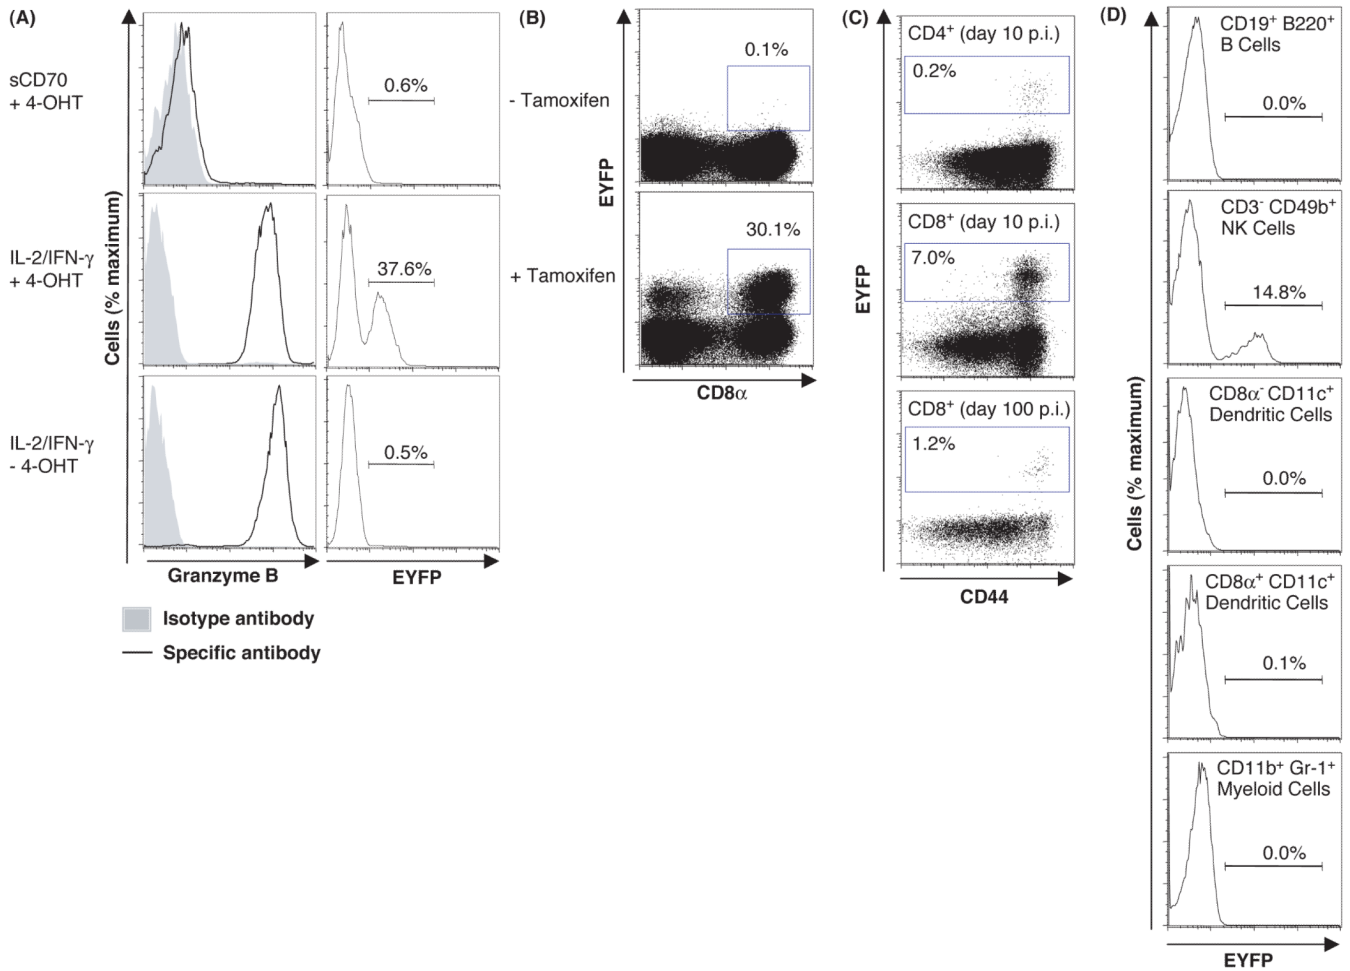 (A)
sCD70
+ 4-OHT
0.6%
IL-2/IFN-γ
+ 4-OHT
37.6%
IL-2/IFN-γ
- 4-OHT
0.5%
Cells (% maximum)
Granzyme B
EYFP
Isotype antibody
Specific antibody
(B)
0.1%
- Tamoxifen
30.1%
+ Tamoxifen
EYFP
CD8α
(C)
CD4⁺ (day 10 p.i.)
0.2%
CD8⁺ (day 10 p.i.)
7.0%
CD8⁺ (day 100 p.i.)
1.2%
EYFP
CD44
(D)
CD19⁺ B220⁺
B Cells
0.0%
CD3⁻ CD49b⁺
NK Cells
14.8%
CD8α⁻ CD11c⁺
Dendritic Cells
0.0%
CD8α⁺ CD11c⁺
Dendritic Cells
0.1%
CD11b⁺ Gr-1⁺
Myeloid Cells
0.0%
Cells (% maximum)
EYFP